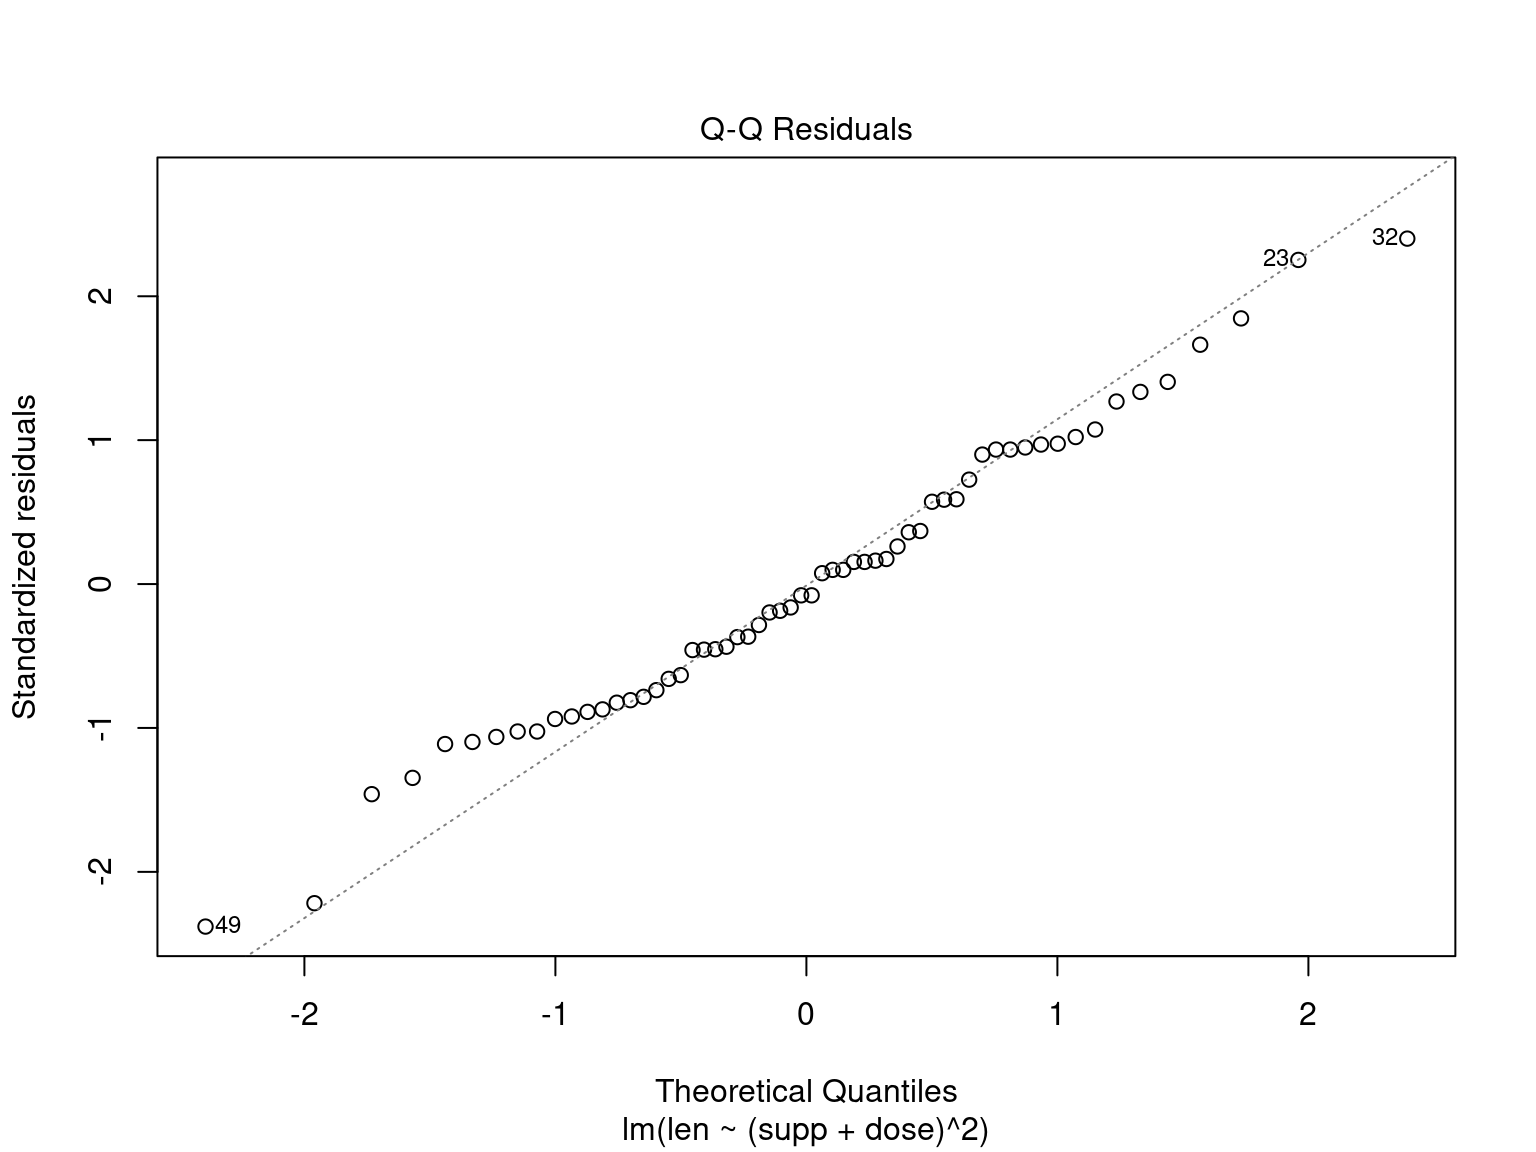 Q-Q Residuals
Standardized residuals
2
1
0
-1
-2
32
23
49
-2 -1 0 1 2
Theoretical Quantiles
lm(len ~ (supp + dose)^2)